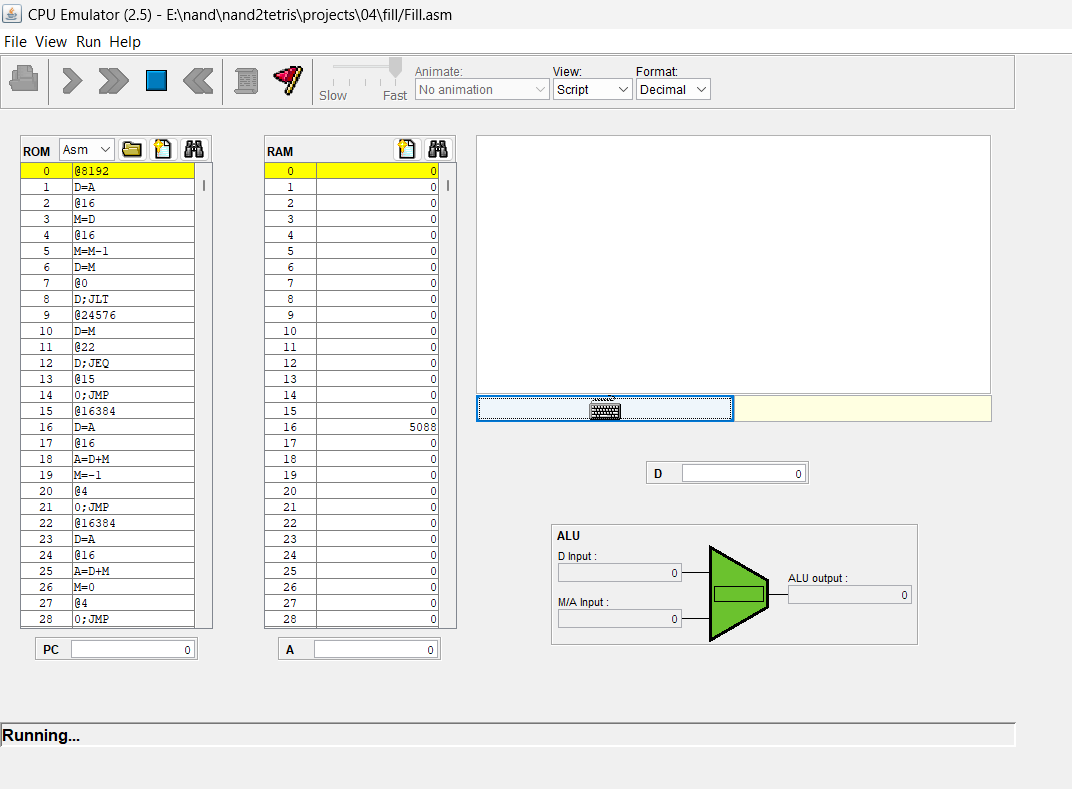 CPU Emulator (2.5) - E:\nand\nand2tetris\projects\04\fill/Fill.asm
File View Run Help
Slow Fast
Animate:
No animation
View:
Script
Format:
Decimal
ROM Asm
0 @8192
1 D=A
2 @16
3 M=D
4 @16
5 M=M-1
6 D=M
7 @0
8 D;JLT
9 @24576
10 D=M
11 @22
12 D;JEQ
13 @15
14 0;JMP
15 @16384
16 D=A
17 @16
18 A=D+M
19 M=-1
20 @4
21 0;JMP
22 @16384
23 D=A
24 @16
25 A=D+M
26 M=0
27 @4
28 0;JMP
PC 0
RAM
0 0
1 0
2 0
3 0
4 0
5 0
6 0
7 0
8 0
9 0
10 0
11 0
12 0
13 0
14 0
15 0
16 5088
17 0
18 0
19 0
20 0
21 0
22 0
23 0
24 0
25 0
26 0
27 0
28 0
A 0
D 0
ALU
D Input :
0
M/A Input :
0
ALU output :
0
Running...